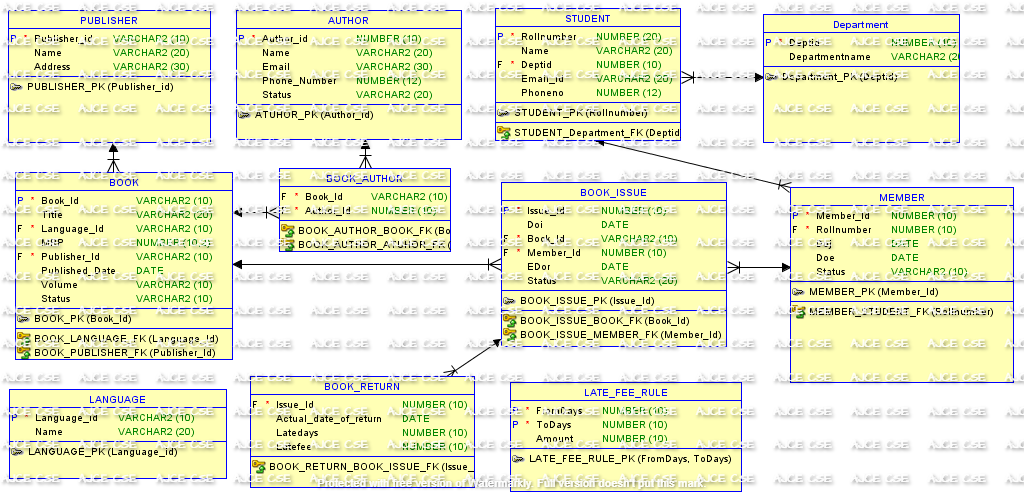 PUBLISHER
P * Publisher_id VARCHAR2 (10)
Name VARCHAR2 (20)
Address VARCHAR2 (30)
PUBLISHER_PK (Publisher_id)
AUTHOR
P * Author_id NUMBER (10)
Name VARCHAR2 (20)
Email VARCHAR2 (30)
Phone_Number NUMBER (12)
Status VARCHAR2 (20)
ATUHOR_PK (Author_id)
STUDENT
P * Rollnumber NUMBER (20)
Name VARCHAR2 (20)
F * Deptid NUMBER (10)
Email_id VARCHAR2 (20)
Phoneno NUMBER (12)
STUDENT_PK (Rollnumber)
STUDENT_Department_FK (Deptid
Department
P * Deptid NUMBER (10)
Departmentname VARCHAR2 (20
Department_PK (Deptid)
BOOK
P * Book_Id VARCHAR2 (10)
Title VARCHAR2 (20)
F * Language_Id VARCHAR2 (10)
MRP NUMBER (10,2)
F * Publisher_Id VARCHAR2 (10)
Published_Date DATE
Volume VARCHAR2 (10)
Status VARCHAR2 (10)
BOOK_PK (Book_Id)
BOOK_LANGUAGE_FK (Language_Id)
BOOK_PUBLISHER_FK (Publisher_Id)
BOOK_AUTHOR
F * Book_Id VARCHAR2 (10)
F * Author_Id NUMBER (10)
BOOK_AUTHOR_BOOK_FK (Bo
BOOK_AUTHOR_ATUHOR_FK (
BOOK_ISSUE
P * Issue_Id NUMBER (10)
Doi DATE
F * Book_Id VARCHAR2 (10)
F * Member_Id NUMBER (10)
EDor DATE
Status VARCHAR2 (20)
BOOK_ISSUE_PK (Issue_Id)
BOOK_ISSUE_BOOK_FK (Book_Id)
BOOK_ISSUE_MEMBER_FK (Member_Id)
MEMBER
P * Member_Id NUMBER (10)
F * Rollnumber NUMBER (10)
Doj DATE
Doe DATE
Status VARCHAR2 (10)
MEMBER_PK (Member_Id)
MEMBER_STUDENT_FK (Rollnumber)
LANGUAGE
P * Language_id VARCHAR2 (10)
Name VARCHAR2 (20)
LANGUAGE_PK (Language_id)
BOOK_RETURN
F * Issue_Id NUMBER (10)
Actual_date_of_return DATE
Latedays NUMBER (10)
Latefee NUMBER (10)
BOOK_RETURN_BOOK_ISSUE_FK (Issue_
LATE_FEE_RULE
P * FromDays NUMBER (10)
P * ToDays NUMBER (10)
Amount NUMBER (10)
LATE_FEE_RULE_PK (FromDays, ToDays)
AJCE CSE
Protected with free version of Watermarkly. Full version doesn't put this mark.